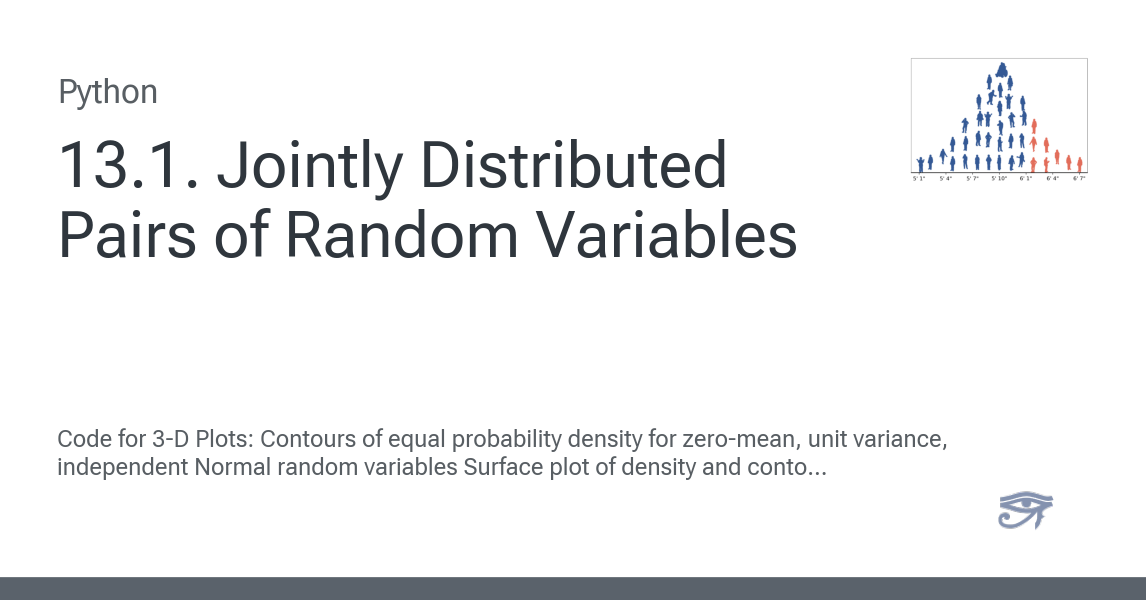 Python
13.1. Jointly Distributed
Pairs of Random Variables
5' 1" 5' 4" 5' 7" 5' 10" 6' 1" 6' 4" 6' 7"
Code for 3-D Plots: Contours of equal probability density for zero-mean, unit variance,
independent Normal random variables Surface plot of density and conto...